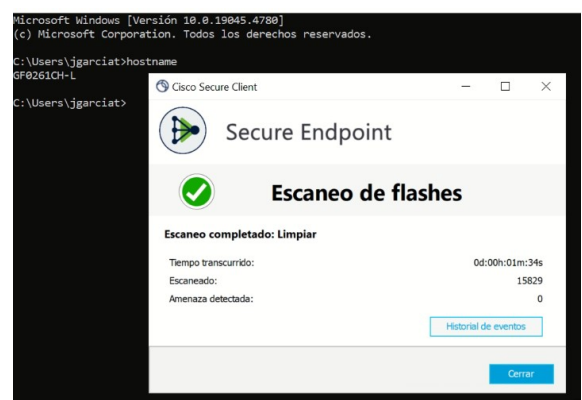 Microsoft Windows [Versión 10.0.19045.4780]
(c) Microsoft Corporation. Todos los derechos reservados.
C:\Users\jgarciat>hostname
GF0261CH-L
C:\Users\jgarciat>
Cisco Secure Client
Secure Endpoint
Escaneo de flashes
Escaneo completado: Limpiar
Tiempo transcurrido: 0d:00h:01m:34s
Escaneado: 15829
Amenaza detectada: 0
Historial de eventos
Cerrar